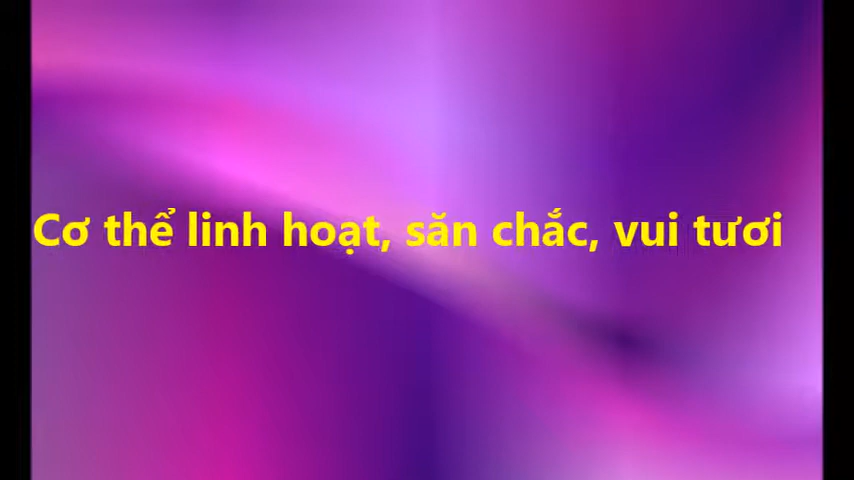 Cơ thể linh hoạt, săn chắc, vui tươi